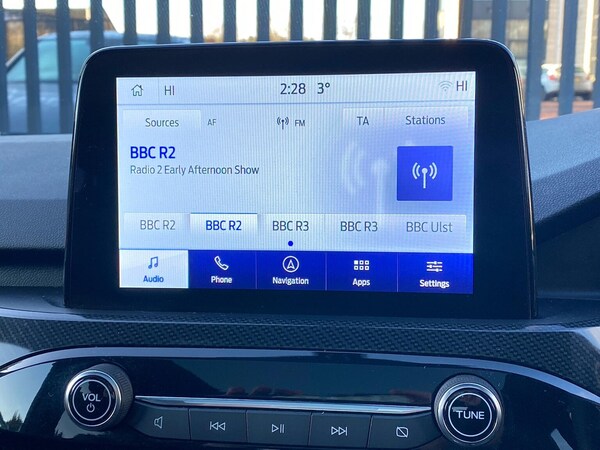 HI 2:28 3° HI
Sources AF FM TA Stations
BBC R2
Radio 2 Early Afternoon Show
BBC R2 BBC R2 BBC R3 BBC R3 BBC Ulst
Audio Phone Navigation Apps Settings
VOL TUNE